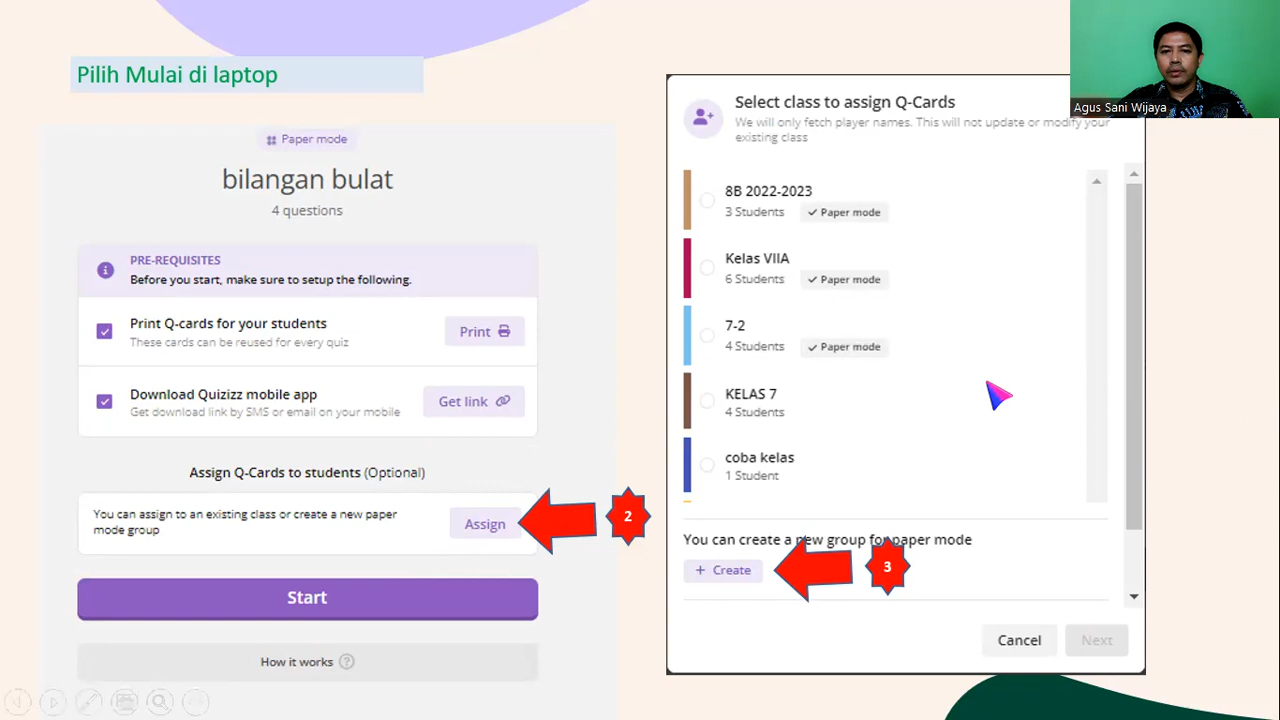 Pilih Mulai di laptop
Paper mode
bilangan bulat
4 questions
PRE-REQUISITES
Before you start, make sure to setup the following.
Print Q-cards for your students
These cards can be reused for every quiz
Print
Download Quizizz mobile app
Get download link by SMS or email on your mobile
Get link
Assign Q-Cards to students (Optional)
You can assign to an existing class or create a new paper
mode group
Assign
2
Start
How it works ?
Select class to assign Q-Cards
We will only fetch player names. This will not update or modify your
existing class
8B 2022-2023
3 Students
Paper mode
Kelas VIIA
6 Students
Paper mode
7-2
4 Students
Paper mode
KELAS 7
4 Students
coba kelas
1 Student
You can create a new group for paper mode
+ Create
3
Cancel
Next
Agus Sani Wijaya